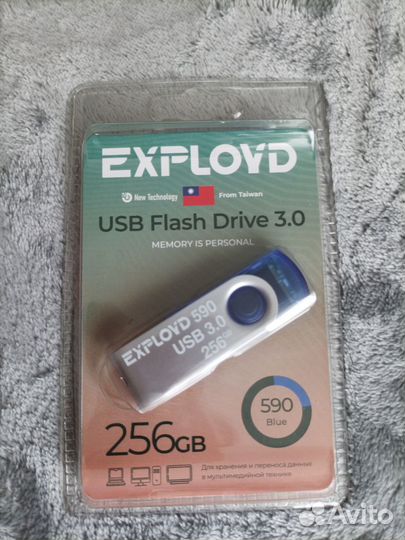 EXPLOYD
New Technology From Taiwan
USB Flash Drive 3.0
MEMORY IS PERSONAL
EXPLOYD 590
USB 3.0
256GB
590
Blue
256GB
Для хранения и переноса данных
в мультимедийной технике
Avito